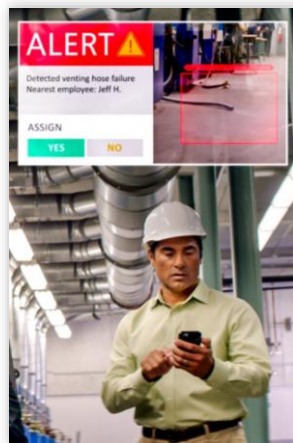 ALERT
Detected venting hose failure
Nearest employee: Jeff H.
ASSIGN
YES
NO